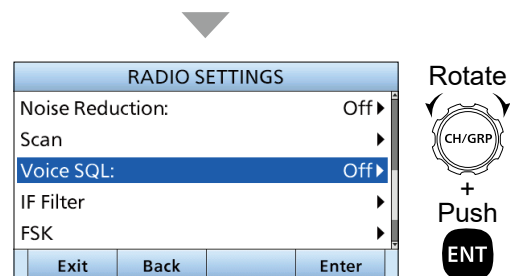 RADIO SETTINGS
Noise Reduction: Off
Scan
Voice SQL: Off
IF Filter
FSK
Exit Back Enter
Rotate
CH/GRP
+
Push
ENT